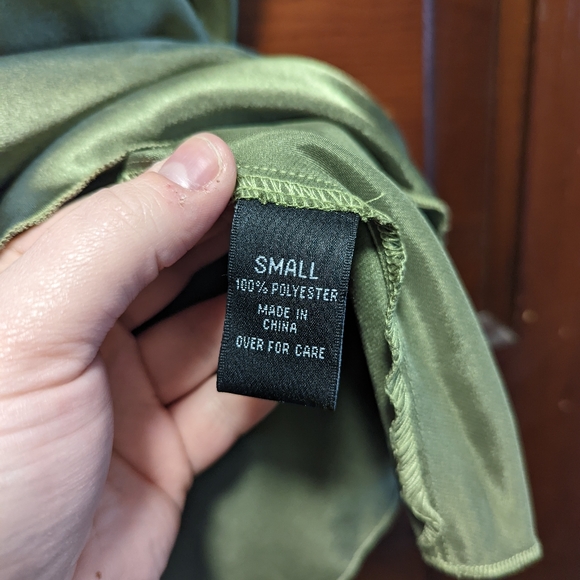 SMALL
100% POLYESTER
MADE IN
CHINA
OVER FOR CARE